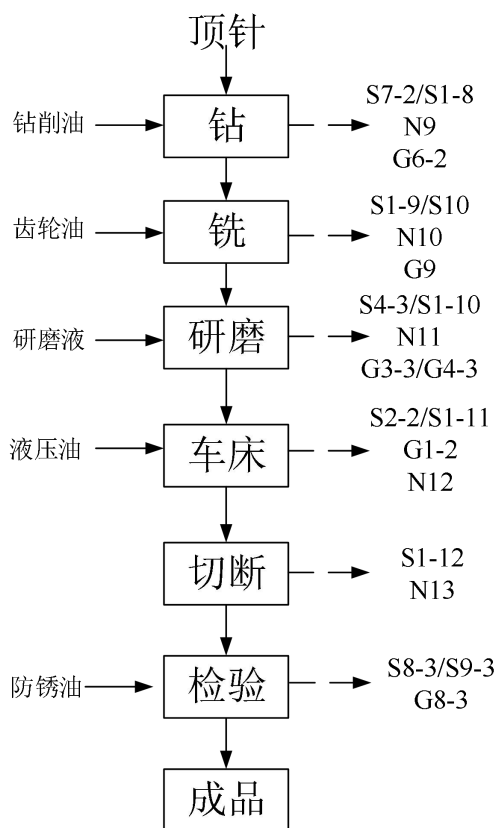 顶针
钻削油
钻
S7-2/S1-8
N9
G6-2
齿轮油
铣
S1-9/S10
N10
G9
研磨液
研磨
S4-3/S1-10
N11
G3-3/G4-3
液压油
车床
S2-2/S1-11
G1-2
N12
切断
S1-12
N13
防锈油
检验
S8-3/S9-3
G8-3
成品